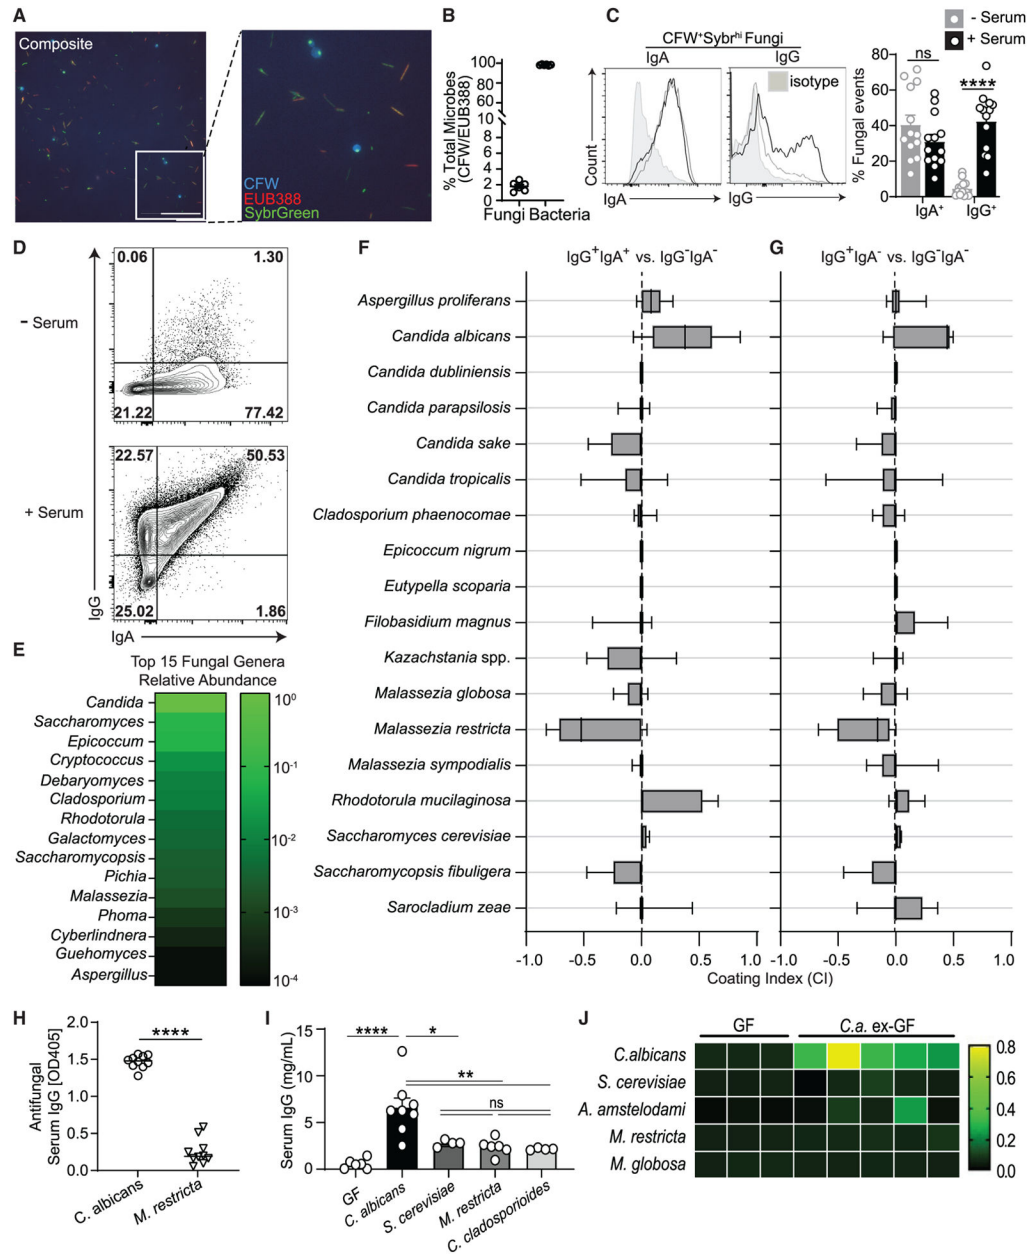 A
Composite
CFW
EUB388
SybrGreen
B
% Total Microbes
(CFW/EUB388)
100
80
60
10
8
6
4
2
0
Fungi Bacteria
C
CFW+Sybrhi Fungi
IgA
IgG
isotype
Count
IgA
IgG
- Serum
+ Serum
% Fungal events
80
60
40
20
0
ns
****
IgA+
IgG+
D
- Serum
0.06
1.30
21.22
77.42
+ Serum
22.57
50.53
25.02
1.86
IgG
IgA
E
Top 15 Fungal Genera
Relative Abundance
Candida
Saccharomyces
Epicoccum
Cryptococcus
Debaryomyces
Cladosporium
Rhodotorula
Galactomyces
Saccharomycopsis
Pichia
Malassezia
Phoma
Cyberlindnera
Guehomyces
Aspergillus
10^0
10^-1
10^-2
10^-3
10^-4
F
IgG+IgA+ vs. IgG-IgA-
G
IgG+IgA- vs. IgG-IgA-
Aspergillus proliferans
Candida albicans
Candida dubliniensis
Candida parapsilosis
Candida sake
Candida tropicalis
Cladosporium phaenocomae
Epicoccum nigrum
Eutypella scoparia
Filobasidium magnus
Kazachstania spp.
Malassezia globosa
Malassezia restricta
Malassezia sympodialis
Rhodotorula mucilaginosa
Saccharomyces cerevisiae
Saccharomycopsis fibuligera
Sarocladium zeae
-1.0 -0.5 0.0 0.5 1.0
-1.0 -0.5 0.0 0.5 1.0
Coating Index (CI)
H
Antifungal
Serum IgG [OD405]
2.0
1.5
1.0
0.5
0.0
****
C. albicans
M. restricta
I
Serum IgG (mg/mL)
15
10
5
0
****
*
**
ns
GF
C. albicans
S. cerevisiae
M. restricta
C. cladosporioides
J
GF
C.a. ex-GF
C.albicans
S. cerevisiae
A. amstelodami
M. restricta
M. globosa
0.8
0.6
0.4
0.2
0.0